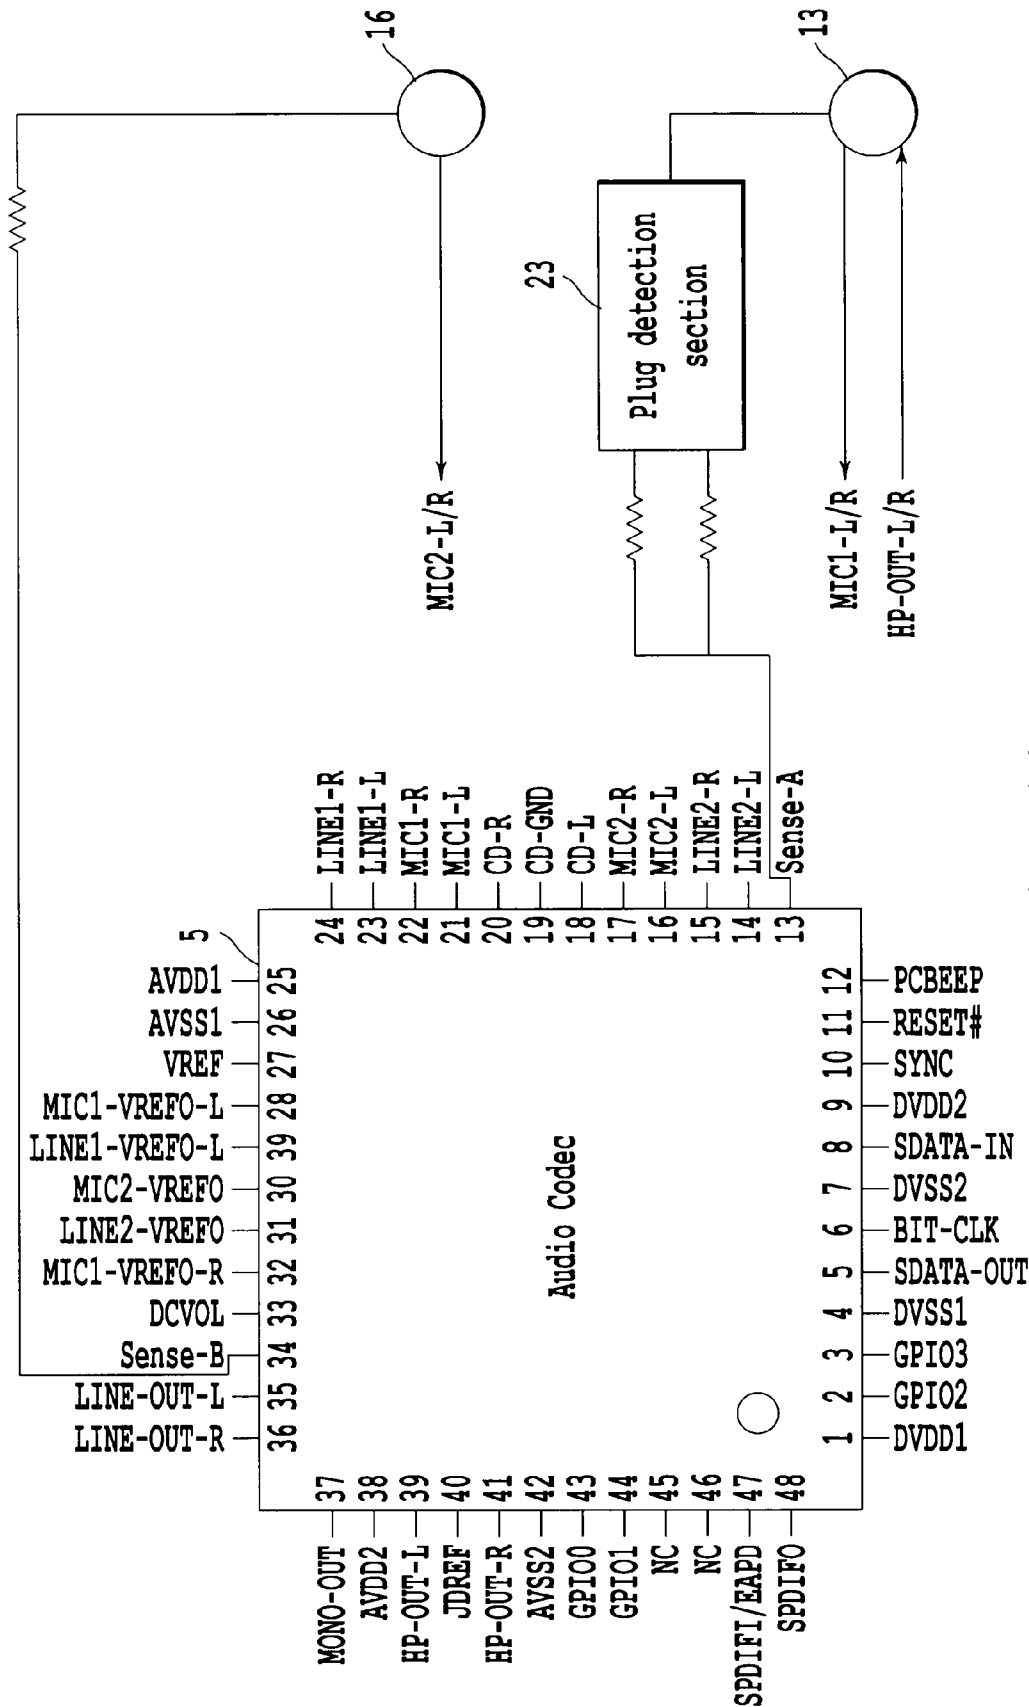 16
13
23
Plug detection
section
MIC2-L/R
MIC1-L/R
HP-OUT-L/R
5
Audio Codec
24 LINE1-R
23 LINE1-L
22 MIC1-R
21 MIC1-L
20 CD-R
19 CD-GND
18 CD-L
17 MIC2-R
16 MIC2-L
15 LINE2-R
14 LINE2-L
13 Sense-A
AVDD1 25
AVSS1 26
VREF 27
MIC1-VREFO-L 28
LINE1-VREFO-L 39
MIC2-VREFO 30
LINE2-VREFO 31
MIC1-VREFO-R 32
DCVOL 33
Sense-B 34
LINE-OUT-L 35
LINE-OUT-R 36
12 PCBEEP
11 RESET#
10 SYNC
9 DVDD2
8 SDATA-IN
7 DVSS2
6 BIT-CLK
5 SDATA-OUT
4 DVSS1
3 GPIO3
2 GPIO2
1 DVDD1
MONO-OUT 37
AVDD2 38
HP-OUT-L 39
JDREF 40
HP-OUT-R 41
AVSS2 42
GPIO0 43
GPIO1 44
NC 45
NC 46
SPDIFI/EAPD 47
SPDIFO 48